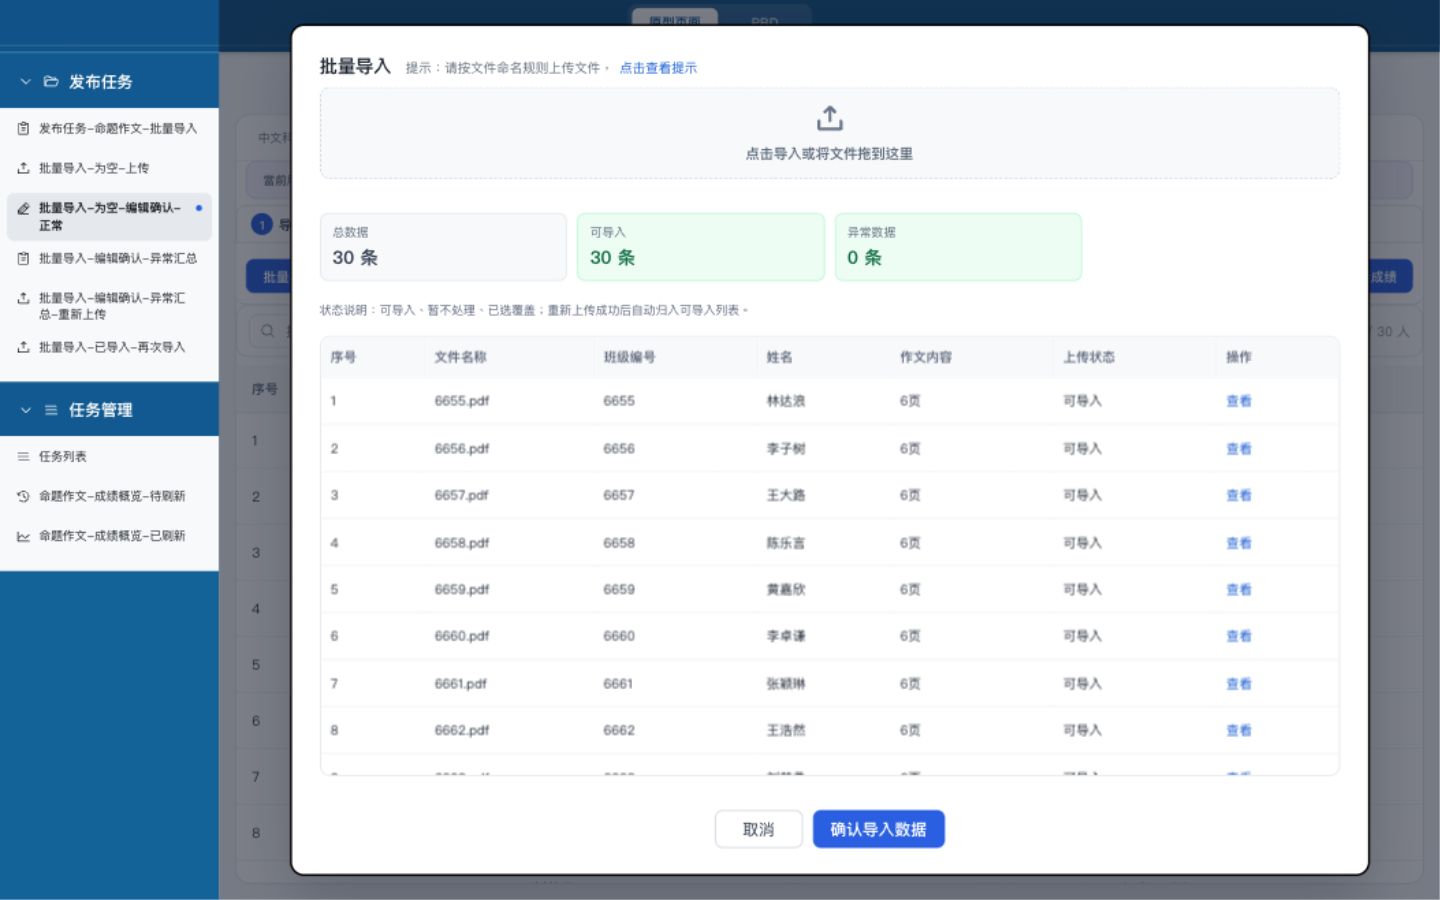 原型页面 PRD
发布任务
发布任务-命题作文-批量导入
批量导入-为空-上传
批量导入-为空-编辑确认-
正常
批量导入-编辑确认-异常汇总
批量导入-编辑确认-异常汇
总-重新上传
批量导入-已导入-再次导入
任务管理
任务列表
命题作文-成绩概览-待刷新
命题作文-成绩概览-已刷新
中文科
當前
1 导
批量
成绩
30 人
序号
1
2
3
4
5
6
7
8
批量导入 提示：请按文件命名规则上传文件， 点击查看提示
点击导入或将文件拖到这里
总数据 可导入 异常数据
30 条 30 条 0 条
状态说明：可导入、暂不处理、已选覆盖；重新上传成功后自动归入可导入列表。
序号 文件名称 班级编号 姓名 作文内容 上传状态 操作
1 6655.pdf 6655 林达浪 6页 可导入 查看
2 6656.pdf 6656 李子树 6页 可导入 查看
3 6657.pdf 6657 王大路 6页 可导入 查看
4 6658.pdf 6658 陈乐言 6页 可导入 查看
5 6659.pdf 6659 黄嘉欣 6页 可导入 查看
6 6660.pdf 6660 李卓谦 6页 可导入 查看
7 6661.pdf 6661 张颖琳 6页 可导入 查看
8 6662.pdf 6662 王浩然 6页 可导入 查看
取消 确认导入数据